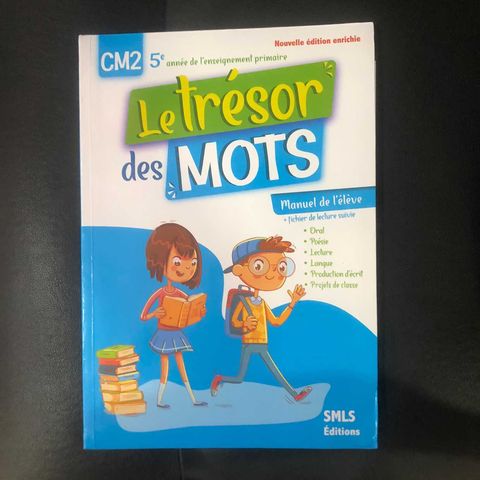 Nouvelle édition enrichie
CM2 5e année de l'enseignement primaire
Le trésor
des MOTS
Manuel de l'élève
+ fichier de lecture suivie
• Oral
• Poésie
• Lecture
• Langue
• Production d'écrit
• Projets de classe
SMLS
Éditions